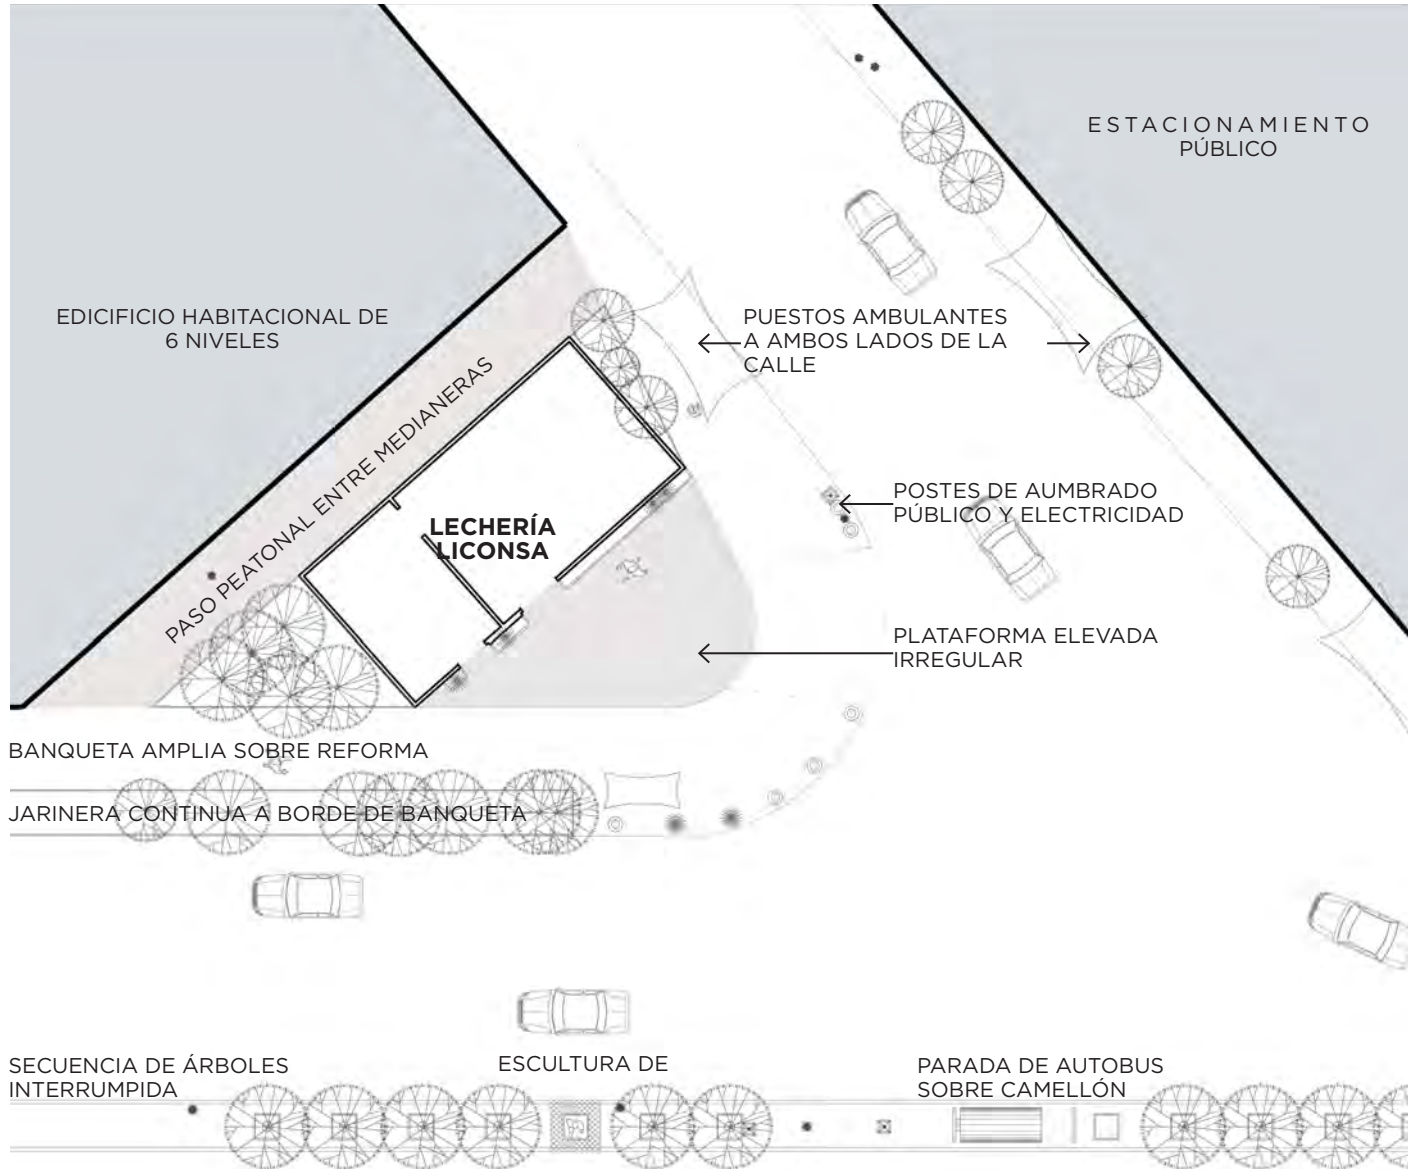 ESTACIONAMIENTO
PÚBLICO
EDICIFICIO HABITACIONAL DE
6 NIVELES
PUESTOS AMBULANTES
A AMBOS LADOS DE LA
CALLE
PASO PEATONAL ENTRE MEDIANERAS
LECHERÍA
LICONSA
POSTES DE AUMBRADO
PÚBLICO Y ELECTRICIDAD
PLATAFORMA ELEVADA
IRREGULAR
BANQUETA AMPLIA SOBRE REFORMA
JARINERA CONTINUA A BORDE DE BANQUETA
SECUENCIA DE ÁRBOLES
INTERRUMPIDA
ESCULTURA DE
PARADA DE AUTOBUS
SOBRE CAMELLÓN